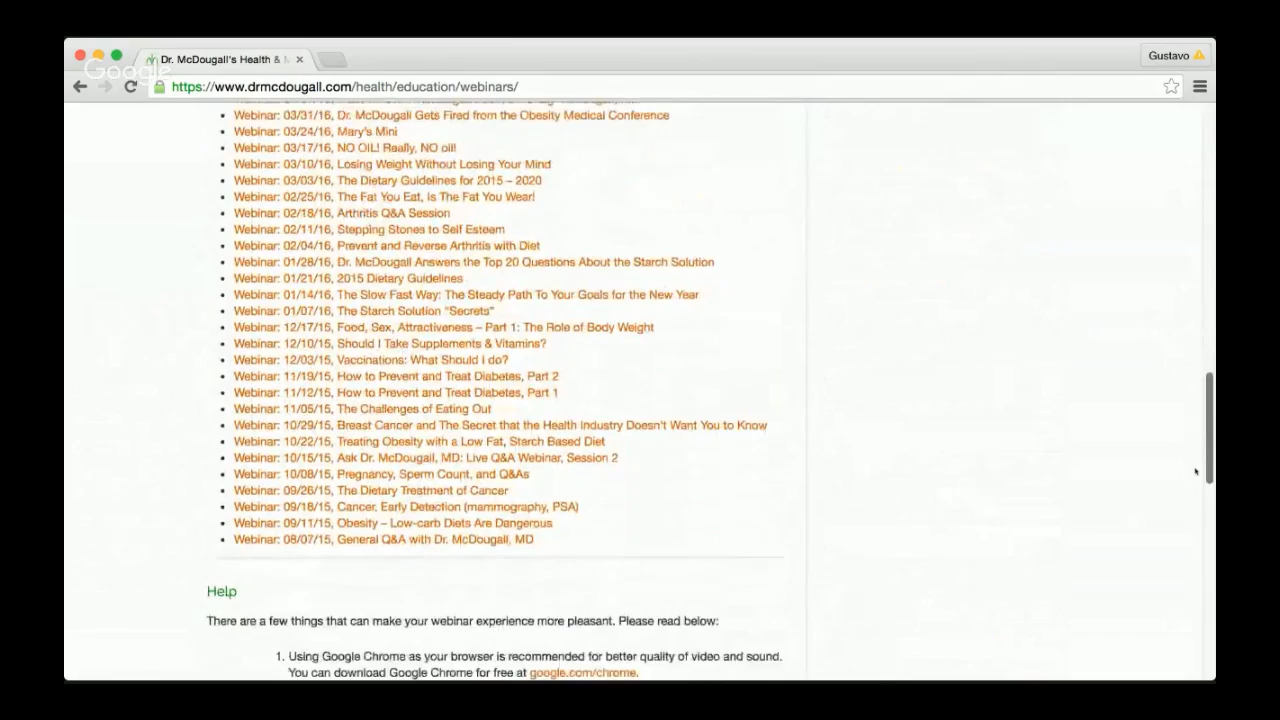 Dr. McDougall's Health &
Gustavo
Google
https://www.drmcdougall.com/health/education/webinars/
Webinar: 03/31/16, Dr. McDougall Gets Fired from the Obesity Medical Conference
Webinar: 03/24/16, Mary's Mini
Webinar: 03/17/16, NO OIL! Really, NO oil!
Webinar: 03/10/16, Losing Weight Without Losing Your Mind
Webinar: 03/03/16, The Dietary Guidelines for 2015 – 2020
Webinar: 02/25/16, The Fat You Eat, Is The Fat You Wear!
Webinar: 02/18/16, Arthritis Q&A Session
Webinar: 02/11/16, Stepping Stones to Self Esteem
Webinar: 02/04/16, Prevent and Reverse Arthritis with Diet
Webinar: 01/28/16, Dr. McDougall Answers the Top 20 Questions About the Starch Solution
Webinar: 01/21/16, 2015 Dietary Guidelines
Webinar: 01/14/16, The Slow Fast Way: The Steady Path To Your Goals for the New Year
Webinar: 01/07/16, The Starch Solution "Secrets"
Webinar: 12/17/15, Food, Sex, Attractiveness – Part 1: The Role of Body Weight
Webinar: 12/10/15, Should I Take Supplements & Vitamins?
Webinar: 12/03/15, Vaccinations: What Should I do?
Webinar: 11/19/15, How to Prevent and Treat Diabetes, Part 2
Webinar: 11/12/15, How to Prevent and Treat Diabetes, Part 1
Webinar: 11/05/15, The Challenges of Eating Out
Webinar: 10/29/15, Breast Cancer and The Secret that the Health Industry Doesn't Want You to Know
Webinar: 10/22/15, Treating Obesity with a Low Fat, Starch Based Diet
Webinar: 10/15/15, Ask Dr. McDougall, MD: Live Q&A Webinar, Session 2
Webinar: 10/08/15, Pregnancy, Sperm Count, and Q&As
Webinar: 09/26/15, The Dietary Treatment of Cancer
Webinar: 09/18/15, Cancer, Early Detection (mammography, PSA)
Webinar: 09/11/15, Obesity – Low-carb Diets Are Dangerous
Webinar: 08/07/15, General Q&A with Dr. McDougall, MD
Help
There are a few things that can make your webinar experience more pleasant. Please read below:
1. Using Google Chrome as your browser is recommended for better quality of video and sound.
You can download Google Chrome for free at google.com/chrome.